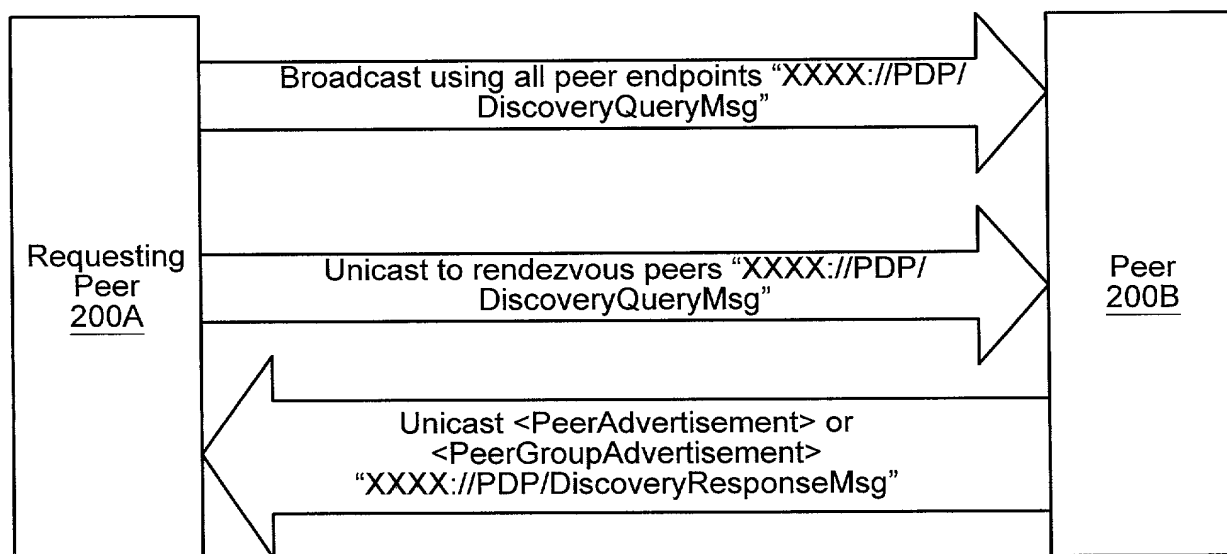 Broadcast using all peer endpoints “XXXX://PDP/
DiscoveryQueryMsg”
Requesting
Peer
200A
Unicast to rendezvous peers “XXXX://PDP/
DiscoveryQueryMsg”
Peer
200B
Unicast <PeerAdvertisement> or
<PeerGroupAdvertisement>
“XXXX://PDP/DiscoveryResponseMsg”